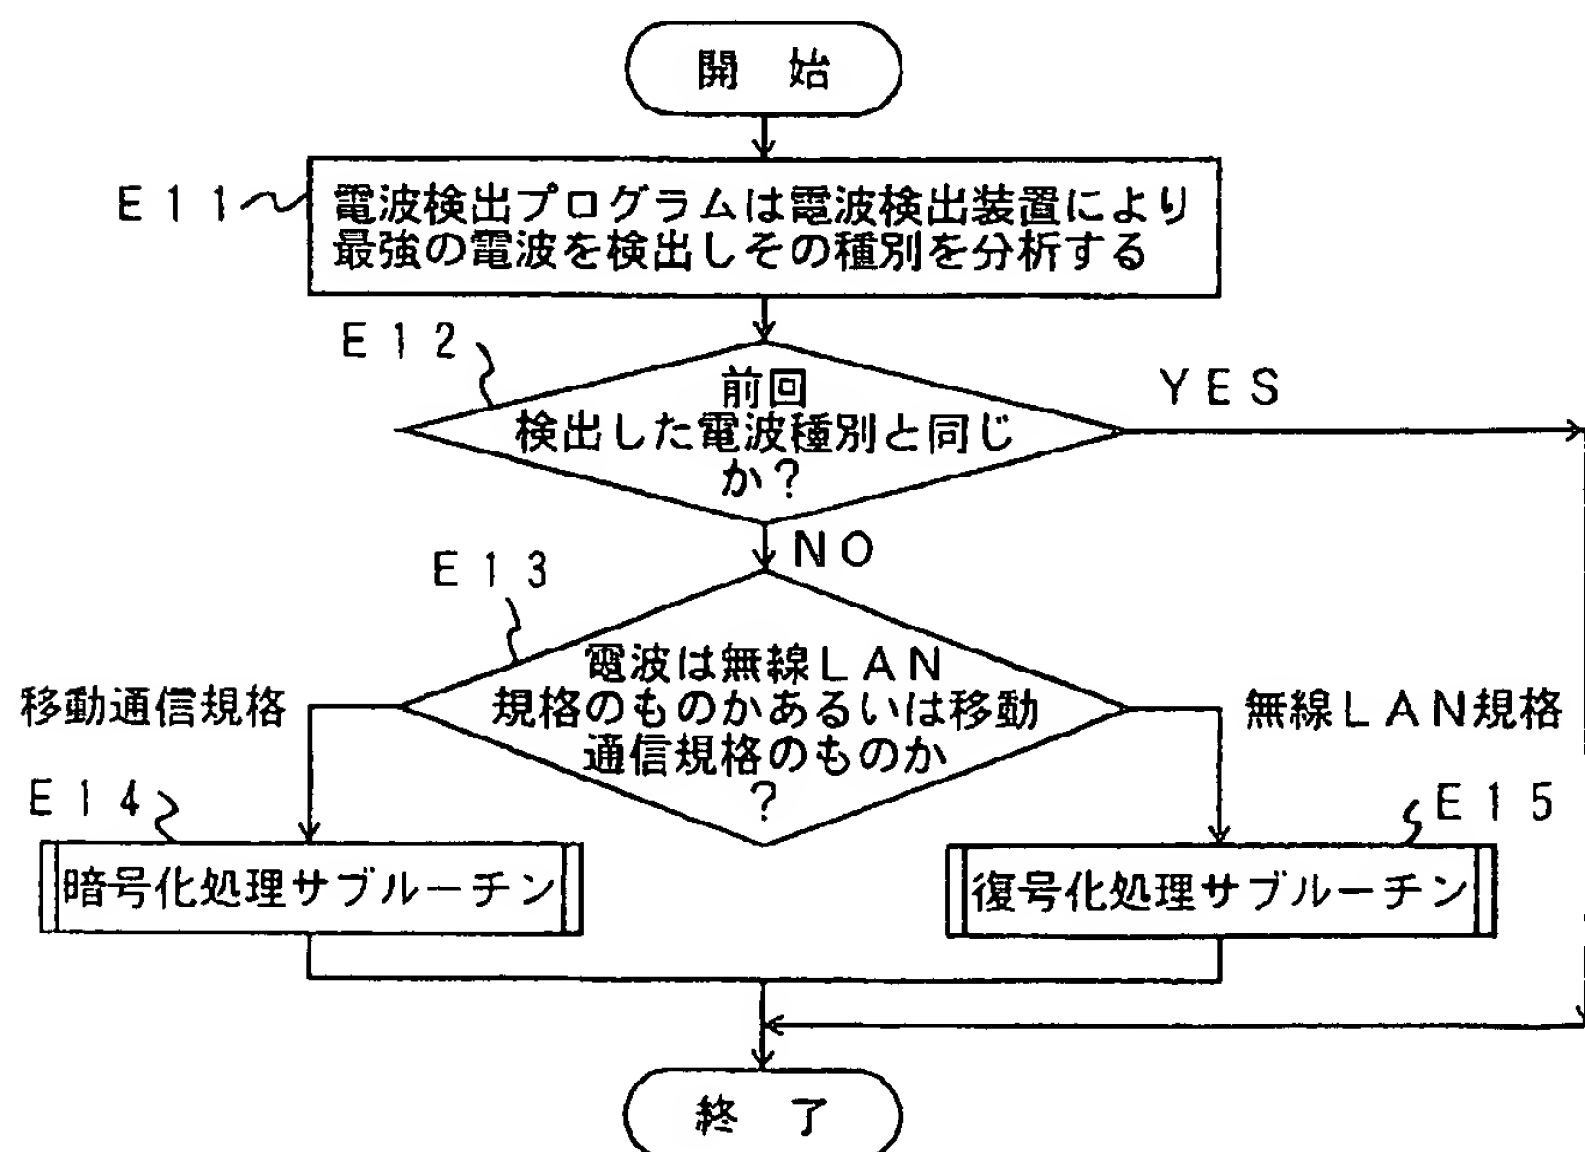 開 始
E11
電波検出プログラムは電波検出装置により
最強の電波を検出しその種別を分析する
E12
前回
検出した電波種別と同じ
か？
YES
NO
E13
電波は無線LAN
規格のものかあるいは移動
通信規格のものか
？
移動通信規格
無線LAN規格
E14
暗号化処理サブルーチン
E15
復号化処理サブルーチン
終 了